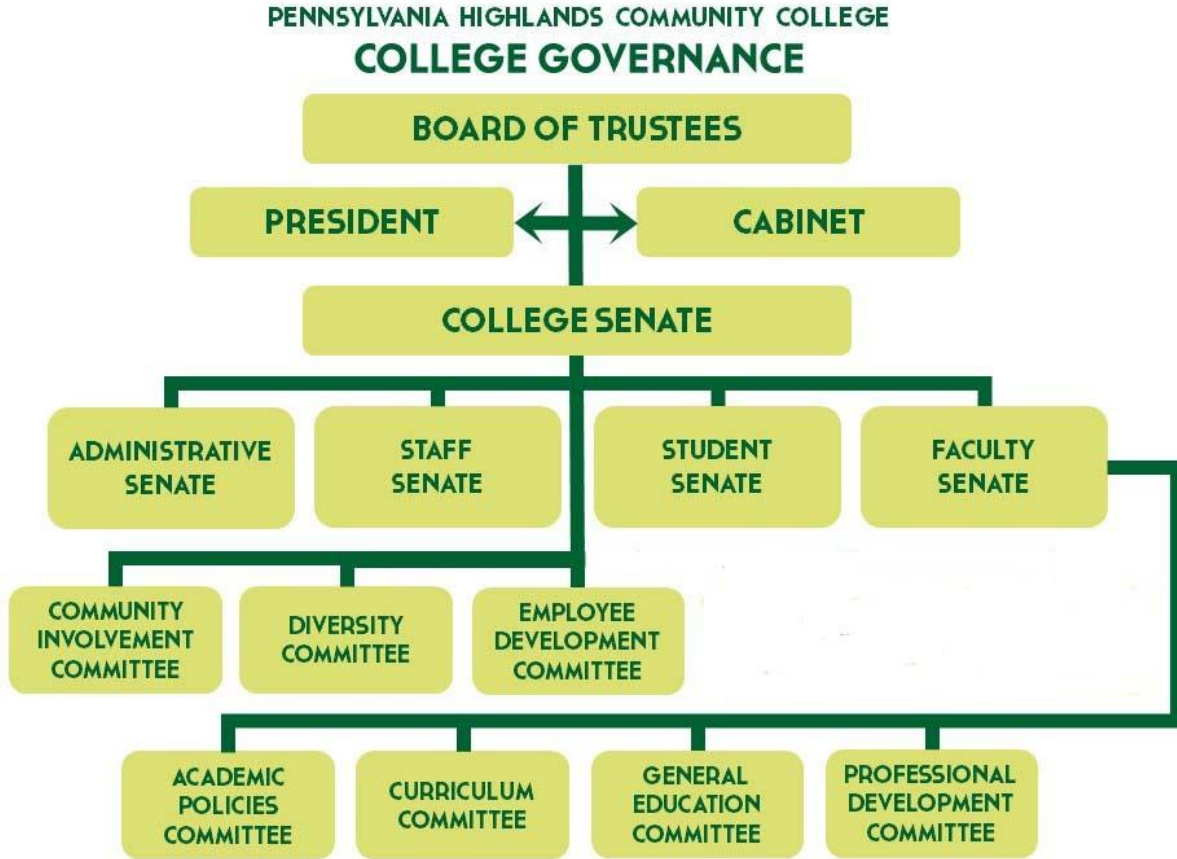 PENNSYLVANIA HIGHLANDS COMMUNITY COLLEGE
COLLEGE GOVERNANCE
BOARD OF TRUSTEES
PRESIDENT
CABINET
COLLEGE SENATE
ADMINISTRATIVE
SENATE
STAFF
SENATE
STUDENT
SENATE
FACULTY
SENATE
COMMUNITY
INVOLVEMENT
COMMITTEE
DIVERSITY
COMMITTEE
EMPLOYEE
DEVELOPMENT
COMMITTEE
ACADEMIC
POLICIES
COMMITTEE
CURRICULUM
COMMITTEE
GENERAL
EDUCATION
COMMITTEE
PROFESSIONAL
DEVELOPMENT
COMMITTEE